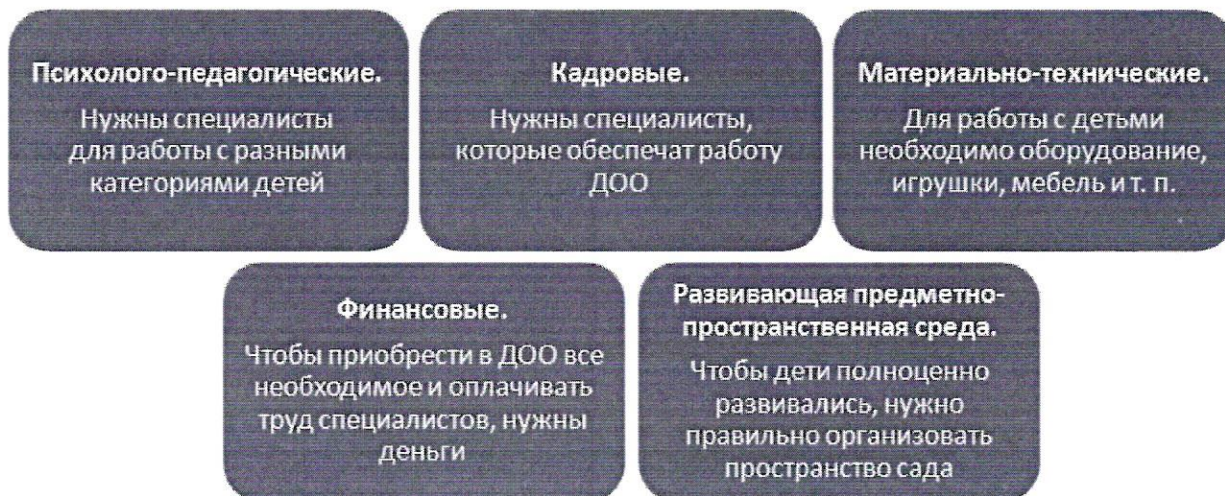 Психолого-педагогические.
Нужны специалисты
для работы с разными
категориями детей
Кадровые.
Нужны специалисты,
которые обеспечат работу
ДОО
Материально-технические.
Для работы с детьми
необходимо оборудование,
игрушки, мебель и т. п.
Финансовые.
Чтобы приобрести в ДОО все
необходимое и оплачивать
труд специалистов, нужны
деньги
Развивающая предметно-
пространственная среда.
Чтобы дети полноценно
развивались, нужно
правильно организовать
пространство сада